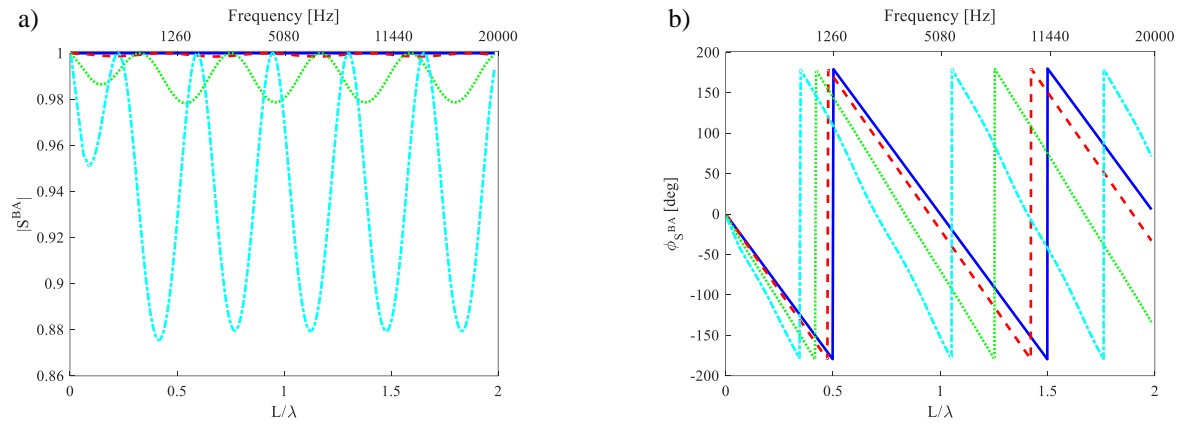 a)
Frequency [Hz]
1260 5080 11440 20000
1
0.98
0.96
0.94
0.92
0.9
0.88
0.86
|S^BA|
0 0.5 1 1.5 2
L/λ
b)
Frequency [Hz]
1260 5080 11440 20000
200
150
100
50
0
-50
-100
-150
-200
ϕ_S^BA [deg]
0 0.5 1 1.5 2
L/λ